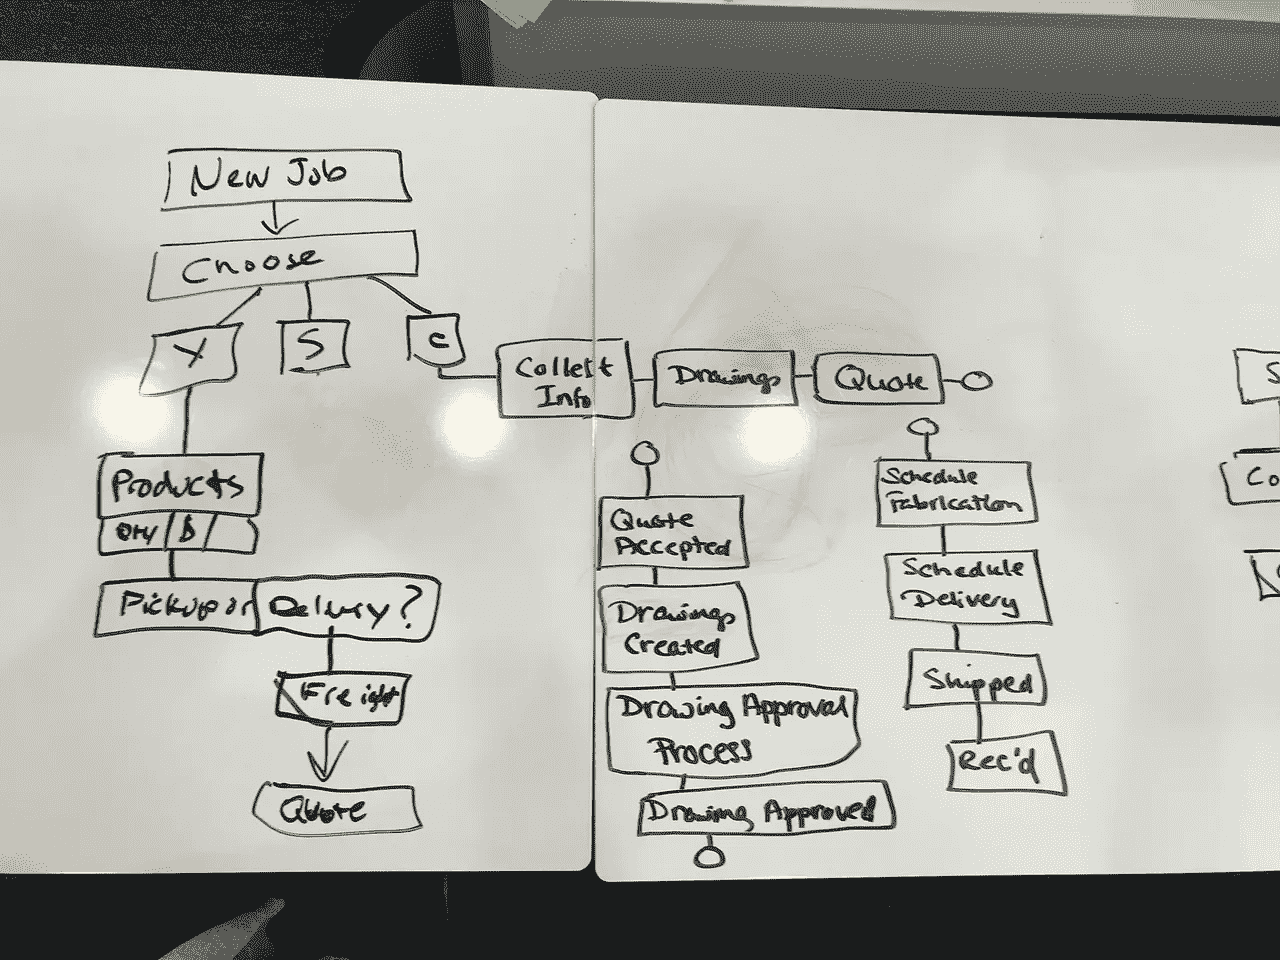 New Job
Choose
Y
S
C
Collect
Info
Drawings
Quote
Products
Qty
$
Pickup or
Delivery?
Freight
Quote
Quote
Accepted
Drawings
Created
Drawing Approval
Process
Drawing Approved
Schedule
Fabrication
Schedule
Delivery
Shipped
Rec'd
S
Co